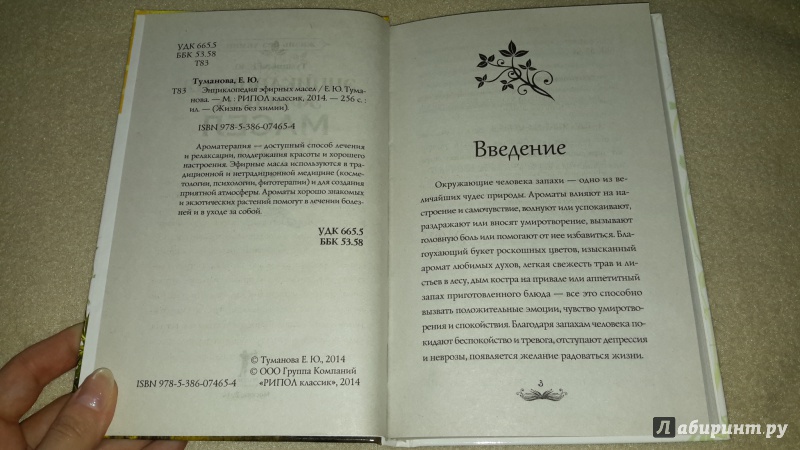 УДК 665.5
ББК 53.58
Т83
Туманова, Е. Ю.
Т83 Энциклопедия эфирных масел / Е. Ю. Тума-
нова. — М. : РИПОЛ классик, 2014. — 256 с. :
ил. — (Жизнь без химии).
ISBN 978-5-386-07465-4
Ароматерапия — доступный способ лечения
и релаксации, поддержания красоты и хорошего
настроения. Эфирные масла используются в тра-
диционной и нетрадиционной медицине (косме-
тологии, психологии, фитотерапии) и для создания
приятной атмосферы. Ароматы хорошо знакомых
и экзотических растений помогут в лечении болез-
ней и в уходе за собой.
УДК 665.5
ББК 53.58
© Туманова Е. Ю., 2014
© ООО Группа Компаний
ISBN 978-5-386-07465-4 «РИПОЛ классик», 2014
Введение
Окружающие человека запахи — одно из ве-
личайших чудес природы. Ароматы влияют на на-
строение и самочувствие, волнуют или успокаивают,
раздражают или вносят умиротворение, вызывают
головную боль или помогают от нее избавиться. Бла-
гоухающий букет роскошных цветов, изысканный
аромат любимых духов, легкая свежесть трав и ли-
стьев в лесу, дым костра на привале или аппетитный
запах приготовленного блюда — все это способно
вызвать положительные эмоции, чувство умиротво-
рения и спокойствия. Благодаря запахам человека по-
кидают беспокойство и тревога, отступают депрессия
и неврозы, появляется желание радоваться жизни.
3
Лабиринт.ру